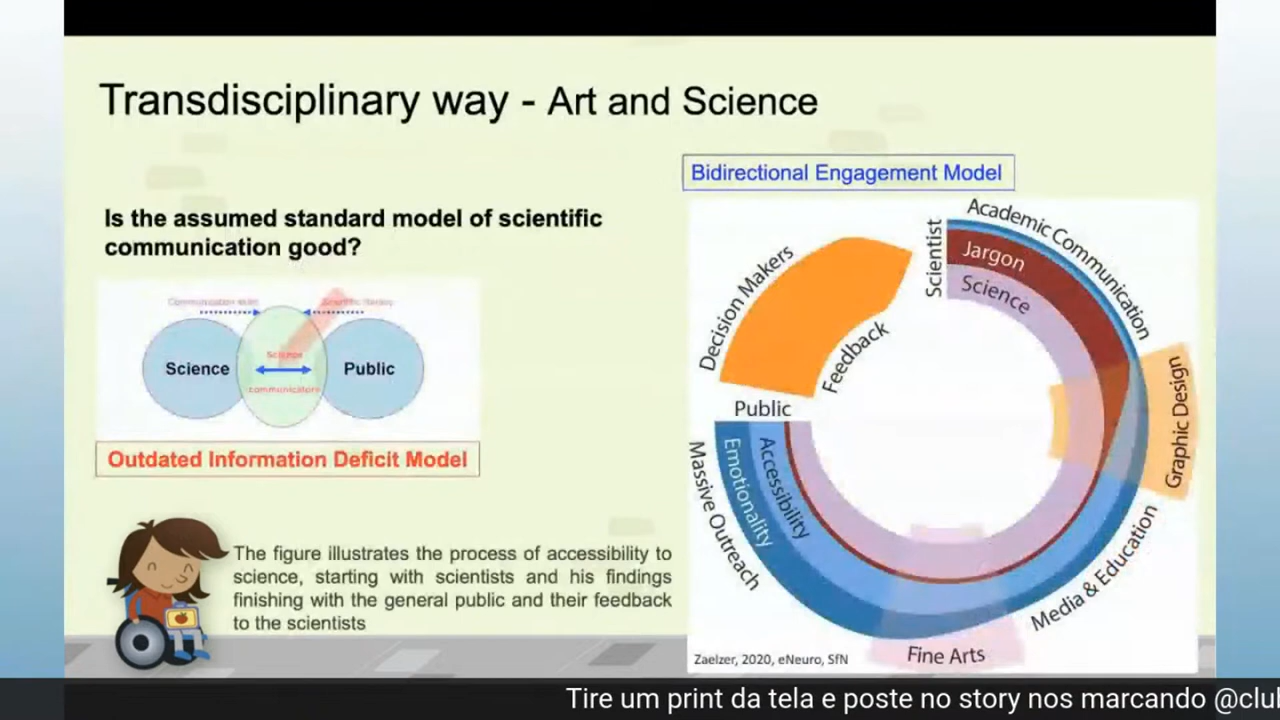 Transdisciplinary way - Art and Science
Bidirectional Engagement Model
Is the assumed standard model of scientific
communication good?
Science
Public
Science
Outdated Information Deficit Model
The figure illustrates the process of accessibility to
science, starting with scientists and his findings
finishing with the general public and their feedback
to the scientists
Scientist
Academic Communication
Jargon
Science
Graphic Design
Media & Education
Fine Arts
Massive Outreach
Emotionality
Accessibility
Public
Decision Makers
Feedback
Zaelzer, 2020, eNeuro, SfN
Tire um print da tela e poste no story nos marcando